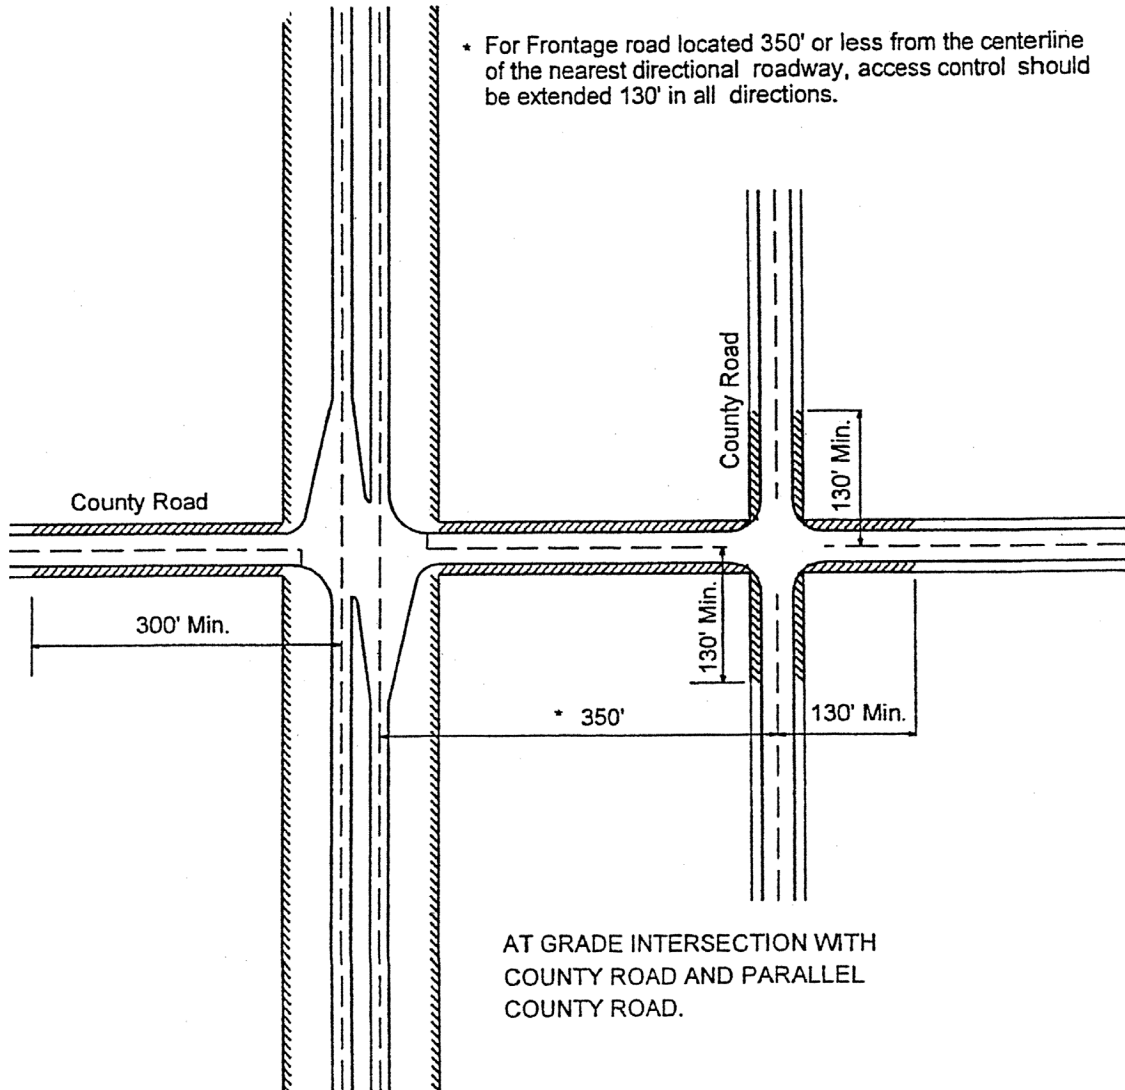 * For Frontage road located 350' or less from the centerline
of the nearest directional roadway, access control should
be extended 130' in all directions.
County Road
130' Min.
County Road
300' Min.
130' Min.
* 350'
130' Min.
AT GRADE INTERSECTION WITH
COUNTY ROAD AND PARALLEL
COUNTY ROAD.